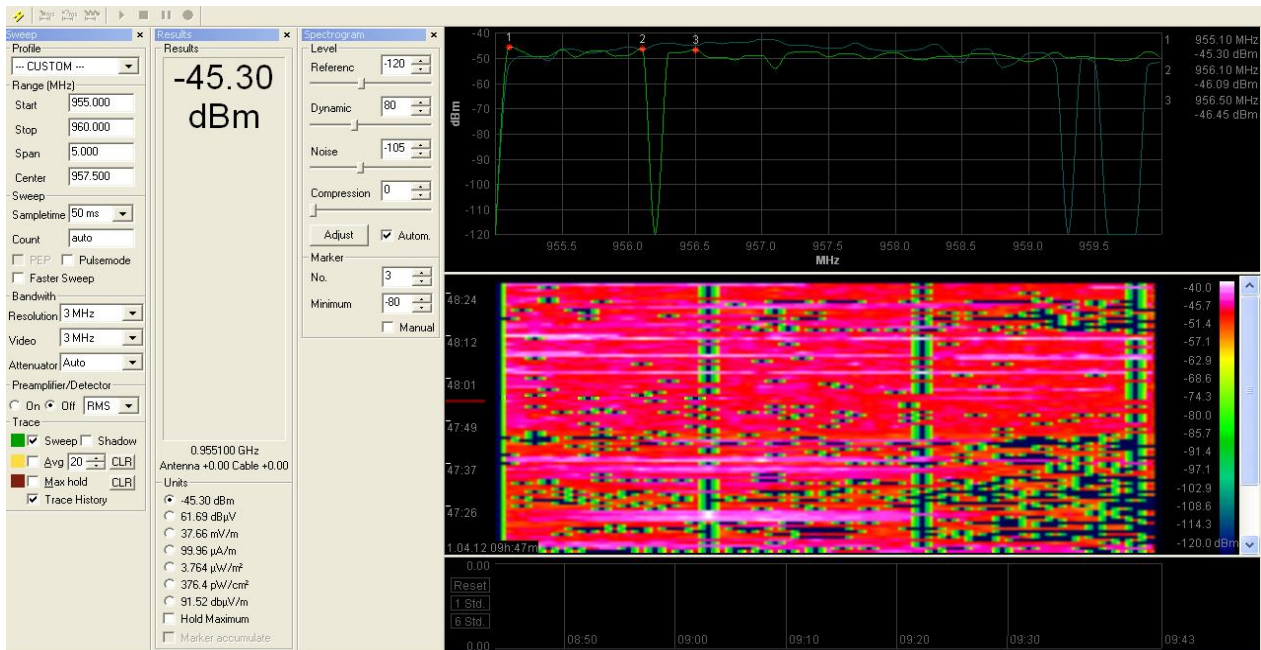 Sweep
Profile
--- CUSTOM ---
Range (MHz)
Start 955.000
Stop 960.000
Span 5.000
Center 957.500
Sweep
Sampletime 50 ms
Count auto
PEP Pulsemode
Faster Sweep
Bandwith
Resolution 3 MHz
Video 3 MHz
Attenuator Auto
Preamplifier/Detector
On Off RMS
Trace
Sweep Shadow
Avg 20 CLR
Max hold CLR
Trace History
Results
Results
-45.30
dBm
0.955100 GHz
Antenna +0.00 Cable +0.00
Units
-45.30 dBm
61.69 dBµV
37.66 mV/m
99.96 µA/m
3.764 µW/m²
376.4 pW/cm²
91.52 dbµV/m
Hold Maximum
Marker accumulate
Spectrogram
Level
Referenc -120
Dynamic 80
Noise -105
Compression 0
Adjust Autom.
Marker
No. 3
Minimum -80
Manual
-40
-50
-60
-70
-80
-90
-100
-110
-120
dBm
1 2 3
955.5 956.0 956.5 957.0 957.5 958.0 958.5 959.0 959.5
MHz
1 955.10 MHz
-45.30 dBm
2 956.10 MHz
-46.09 dBm
3 956.50 MHz
-46.45 dBm
48:24
48:12
48:01
47:49
47:37
47:26
1.04.12 09h:47m
-40.0
-45.7
-51.4
-57.1
-62.9
-68.6
-74.3
-80.0
-85.7
-91.4
-97.1
-102.9
-108.6
-114.3
-120.0 dBm
0.00
Reset
1 Std.
6 Std.
0.00
08:50 09:00 09:10 09:20 09:30 09:43